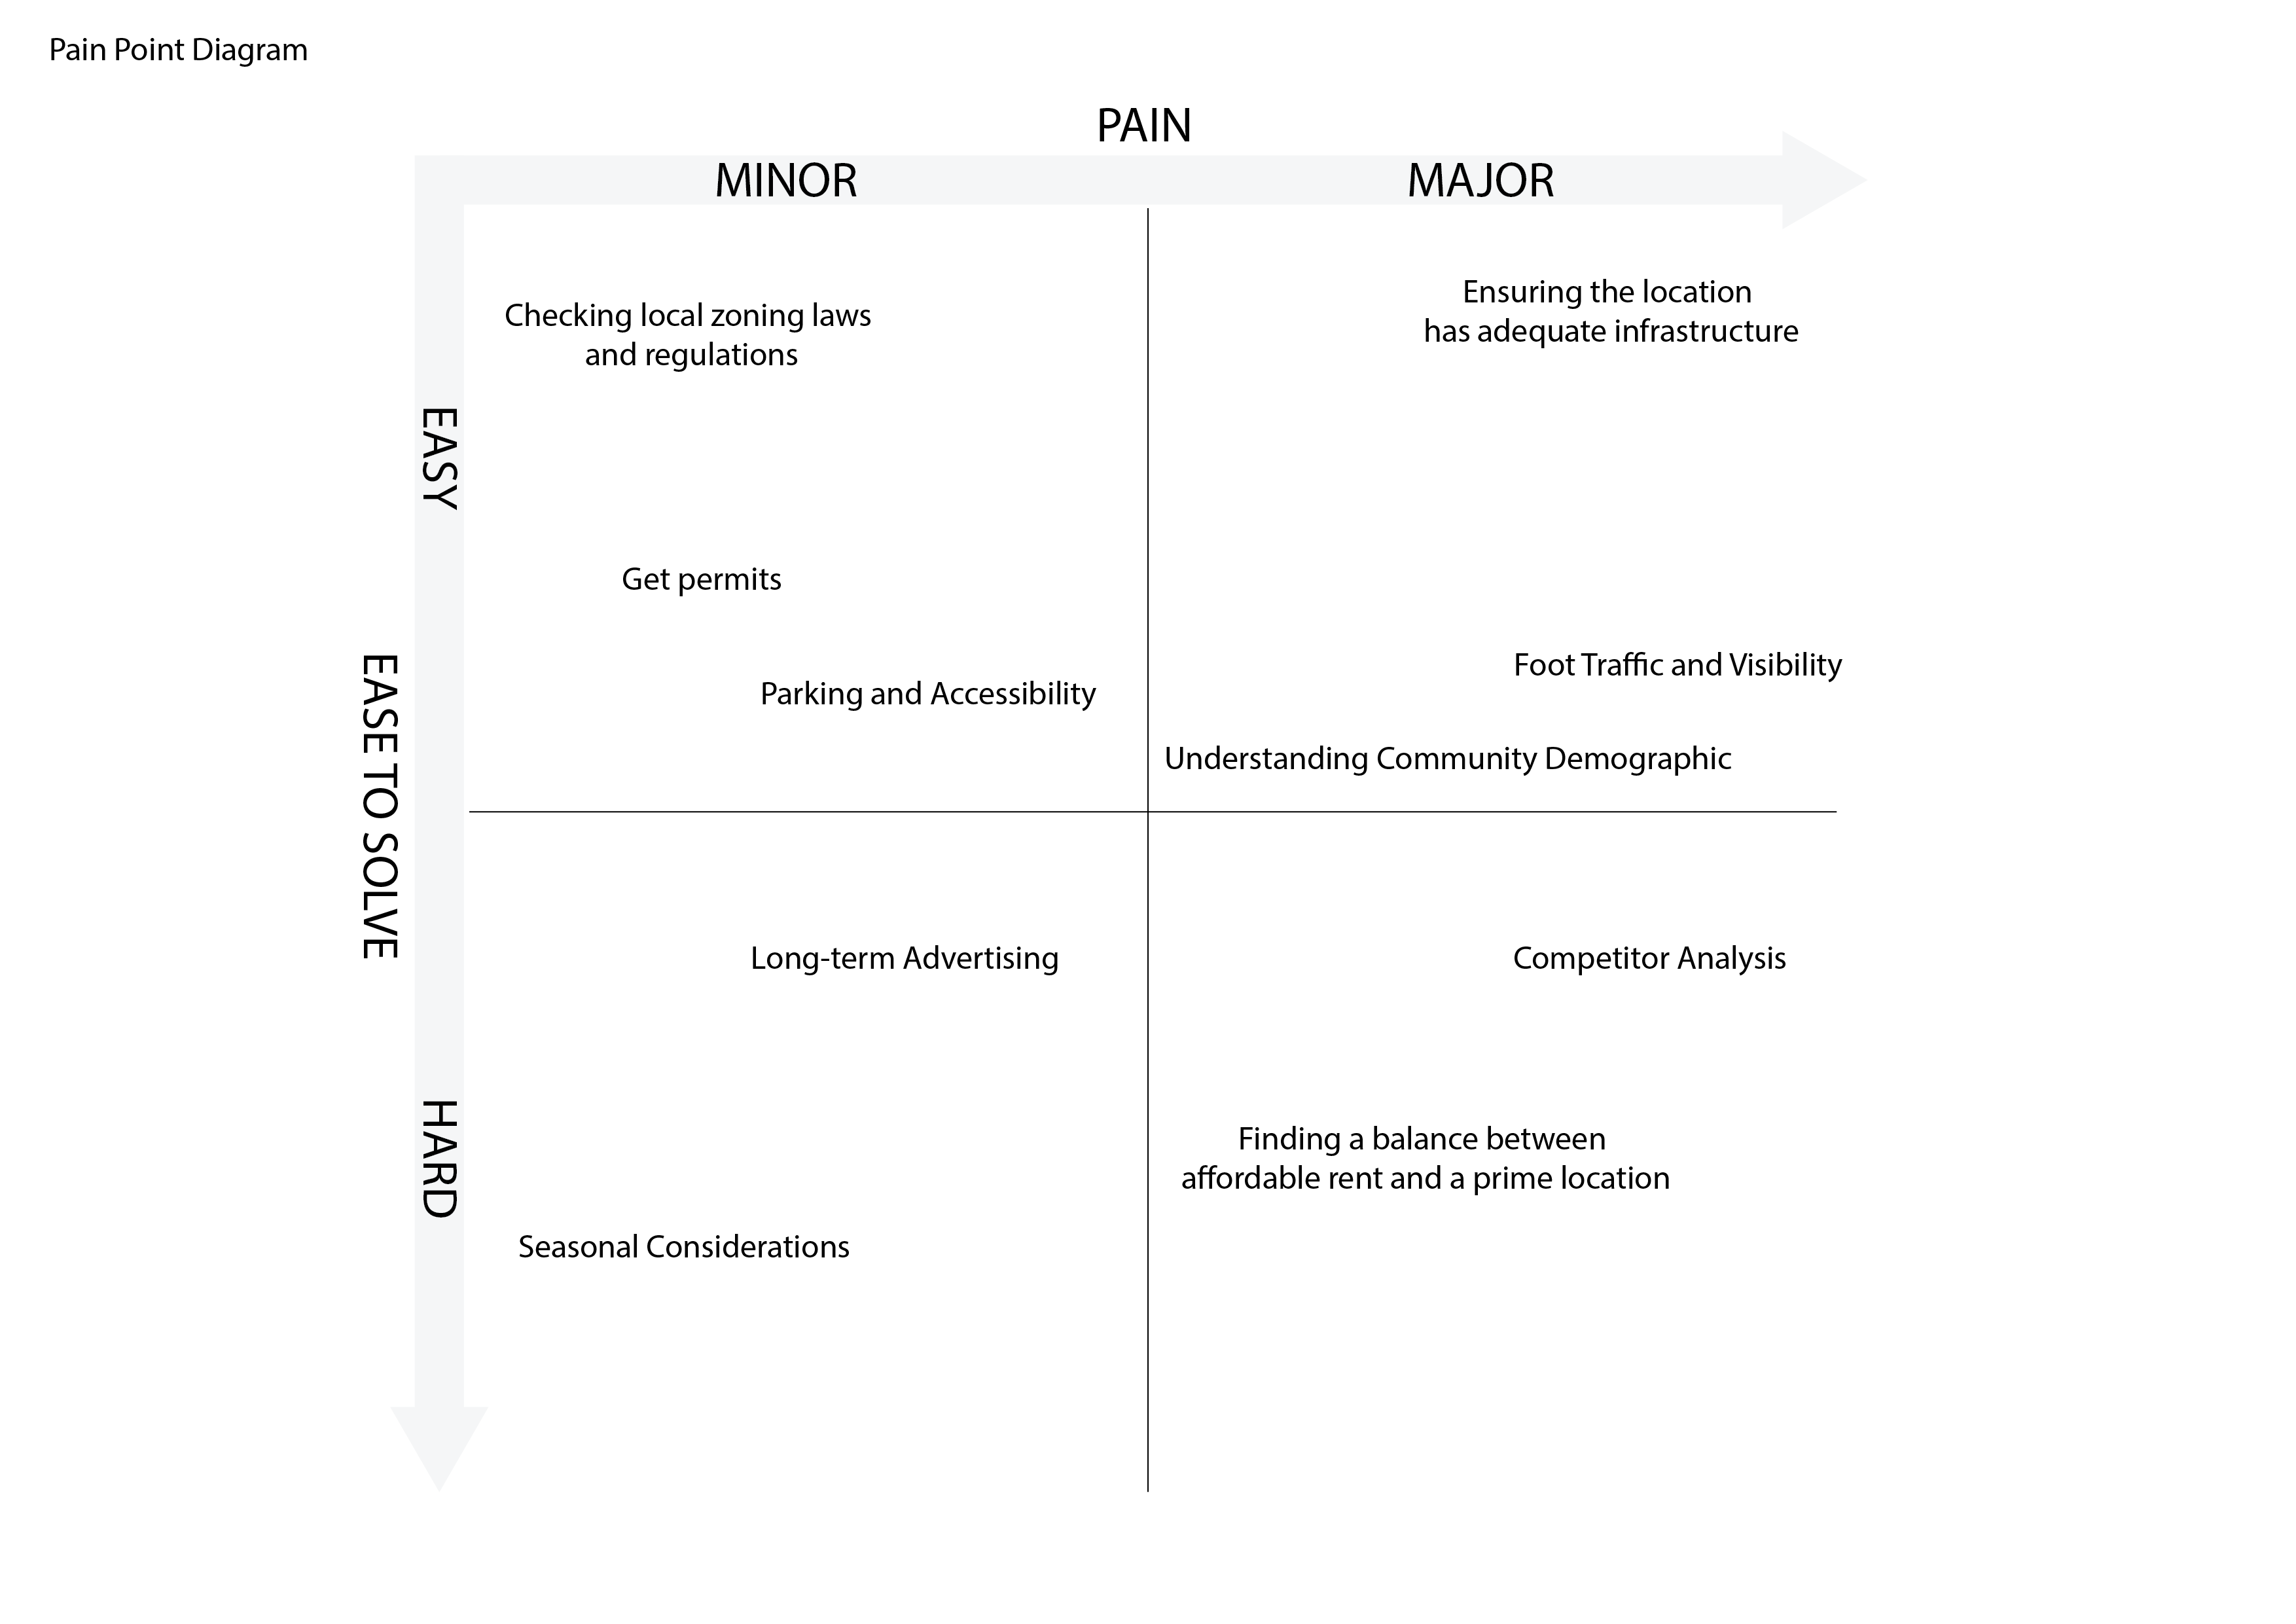 Pain Point Diagram
PAIN
MINOR
MAJOR
EASE TO SOLVE
EASY
HARD
Checking local zoning laws
and regulations
Get permits
Parking and Accessibility
Ensuring the location
has adequate infrastructure
Foot Traffic and Visibility
Understanding Community Demographic
Long-term Advertising
Seasonal Considerations
Competitor Analysis
Finding a balance between
affordable rent and a prime location